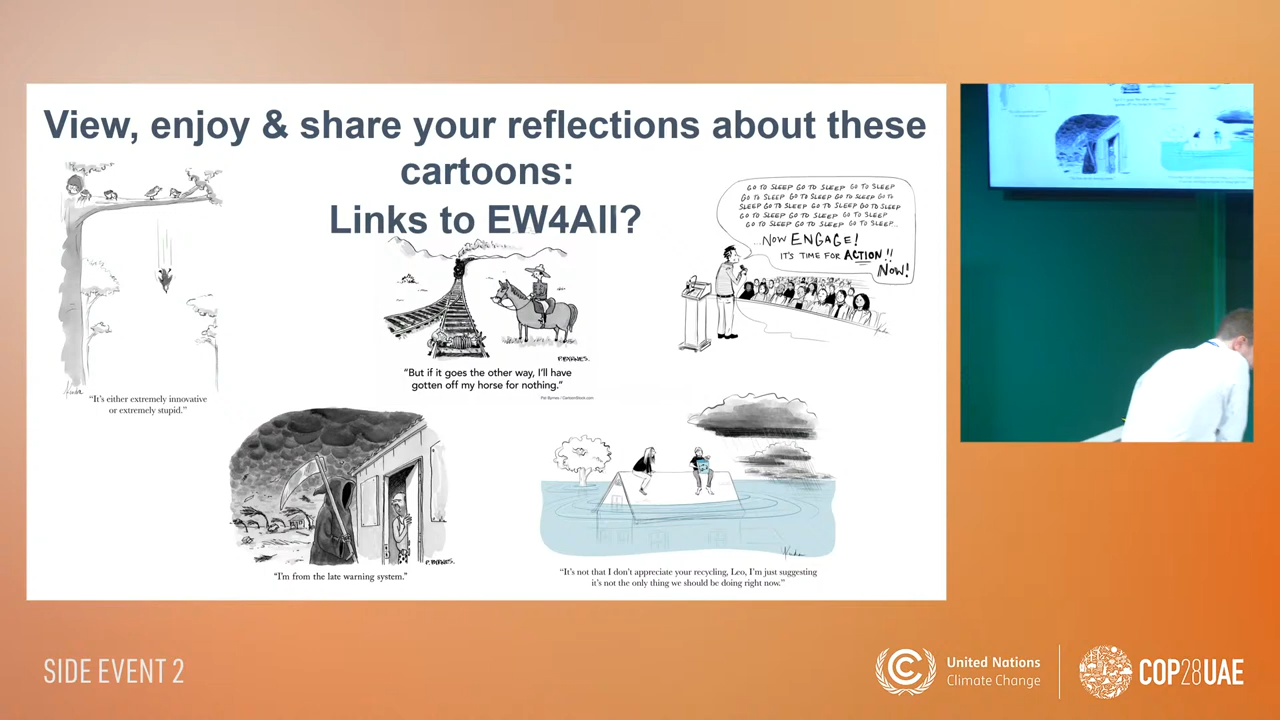 View, enjoy & share your reflections about these
cartoons:
Links to EW4All?
"It's either extremely innovative
or extremely stupid."
P. BYRNES.
"But if it goes the other way, I'll have
gotten off my horse for nothing."
Pat Byrnes / CartoonStock.com
GO TO SLEEP GO TO SLEEP GO TO SLEEP
GO TO SLEEP GO TO SLEEP GO TO SLEEP
SLEEP GO TO SLEEP GO TO SLEEP GO TO SLEEP
GO TO SLEEP GO TO SLEEP GO TO SLEEP
GO TO SLEEP GO TO SLEEP GO TO SLEEP...
...NOW ENGAGE!
IT'S TIME FOR ACTION!!
NOW!
P. BYRNES.
"I'm from the late warning system."
"It's not that I don't appreciate your recycling, Leo, I'm just suggesting
it's not the only thing we should be doing right now."
SIDE EVENT 2
United Nations
Climate Change
COP28UAE